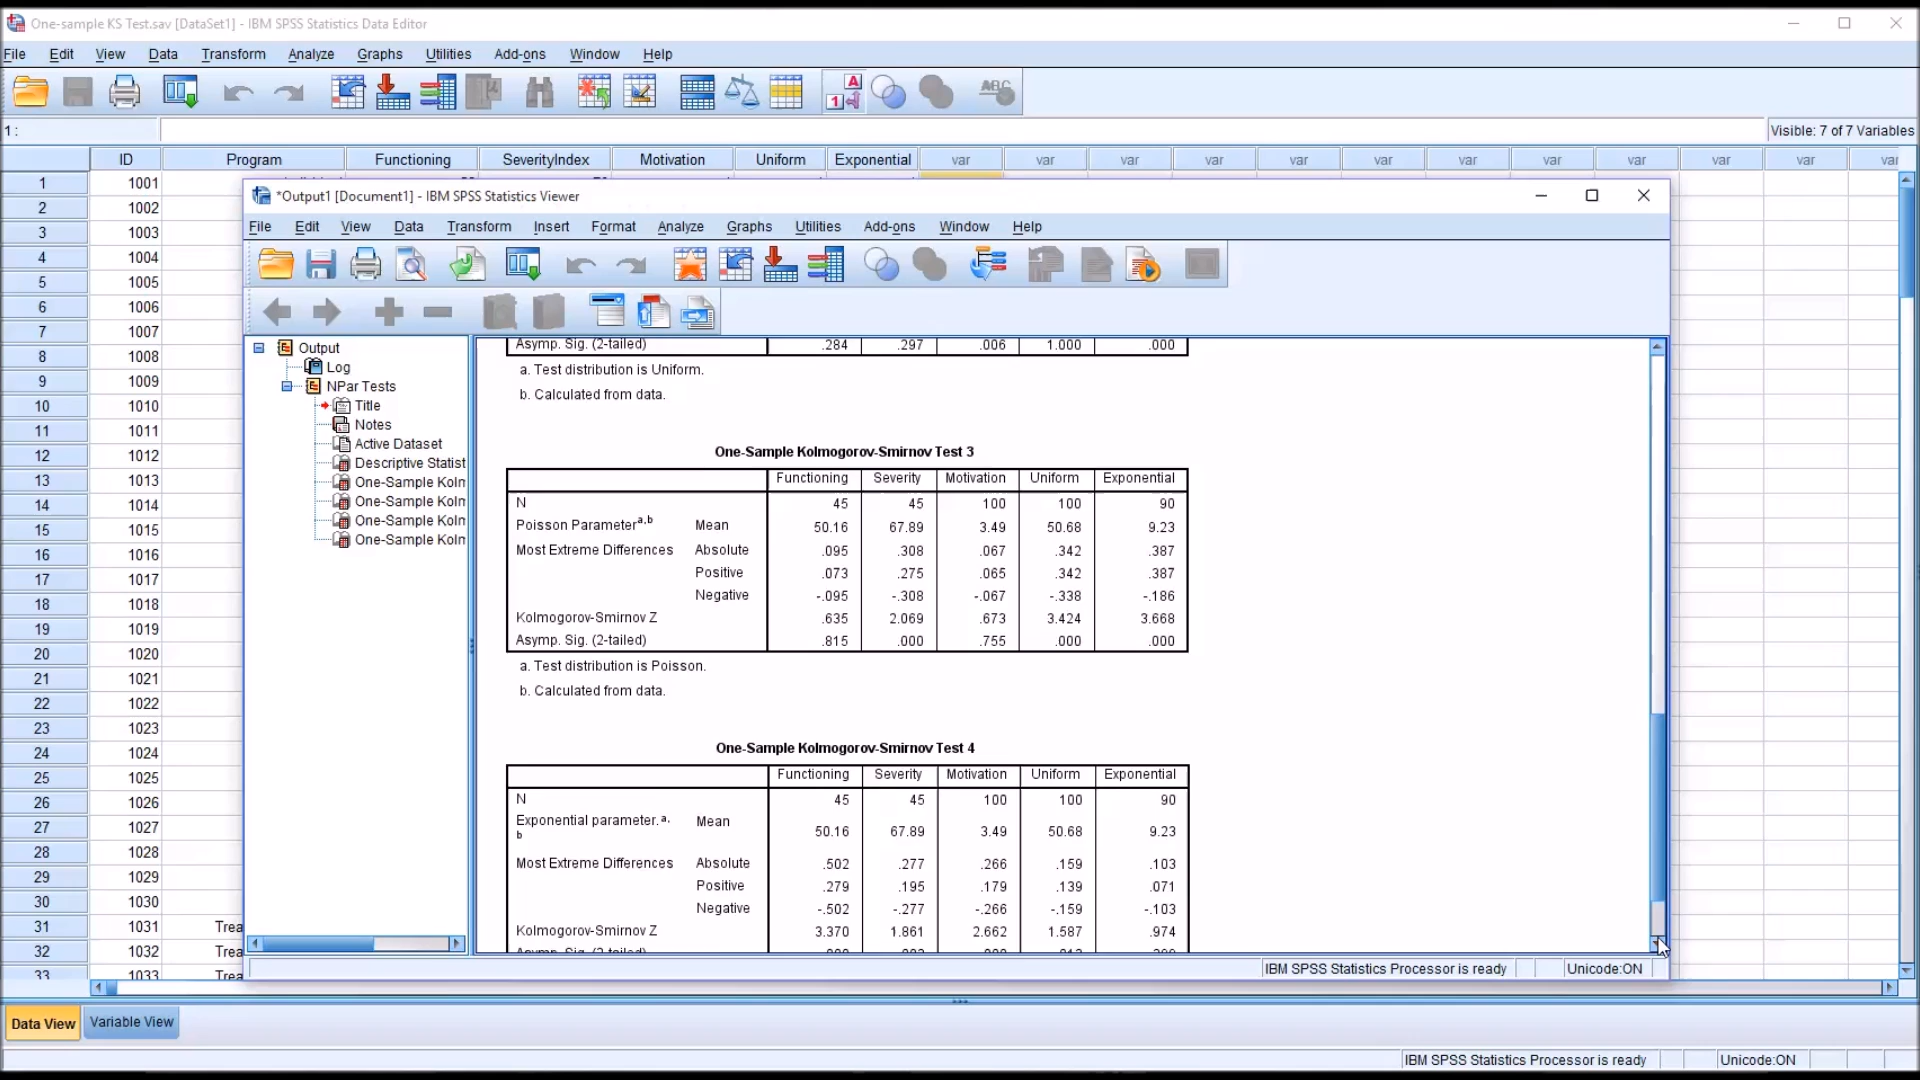 One-sample KS Test.sav [DataSet1] - IBM SPSS Statistics Data Editor
File Edit View Data Transform Analyze Graphs Utilities Add-ons Window Help
1 :
Visible: 7 of 7 Variables
ID Program Functioning SeverityIndex Motivation Uniform Exponential var var var var var var var var var var var var
1 1001
2 1002
3 1003
4 1004
5 1005
6 1006
7 1007
8 1008
9 1009
10 1010
11 1011
12 1012
13 1013
14 1014
15 1015
16 1016
17 1017
18 1018
19 1019
20 1020
21 1021
22 1022
23 1023
24 1024
25 1025
26 1026
27 1027
28 1028
29 1029
30 1030
31 1031 Trea
32 1032 Trea
33 1033 Trea
*Output1 [Document1] - IBM SPSS Statistics Viewer
File Edit View Data Transform Insert Format Analyze Graphs Utilities Add-ons Window Help
Output
Log
NPar Tests
Title
Notes
Active Dataset
Descriptive Statist
One-Sample Kolm
One-Sample Kolm
One-Sample Kolm
One-Sample Kolm
Asymp. Sig. (2-tailed) .284 .297 .006 1.000 .000
a. Test distribution is Uniform.
b. Calculated from data.
One-Sample Kolmogorov-Smirnov Test 3
Functioning Severity Motivation Uniform Exponential
N 45 45 100 100 90
Poisson Parametera,b Mean 50.16 67.89 3.49 50.68 9.23
Most Extreme Differences Absolute .095 .308 .067 .342 .387
Positive .073 .275 .065 .342 .387
Negative -.095 -.308 -.067 -.338 -.186
Kolmogorov-Smirnov Z .635 2.069 .673 3.424 3.668
Asymp. Sig. (2-tailed) .815 .000 .755 .000 .000
a. Test distribution is Poisson.
b. Calculated from data.
One-Sample Kolmogorov-Smirnov Test 4
Functioning Severity Motivation Uniform Exponential
N 45 45 100 100 90
Exponential parameter.a,b Mean 50.16 67.89 3.49 50.68 9.23
Most Extreme Differences Absolute .502 .277 .266 .159 .103
Positive .279 .195 .179 .139 .071
Negative -.502 -.277 -.266 -.159 -.103
Kolmogorov-Smirnov Z 3.370 1.861 2.662 1.587 .974
Asymp. Sig. (2-tailed)
IBM SPSS Statistics Processor is ready Unicode:ON
Data View Variable View
IBM SPSS Statistics Processor is ready Unicode:ON